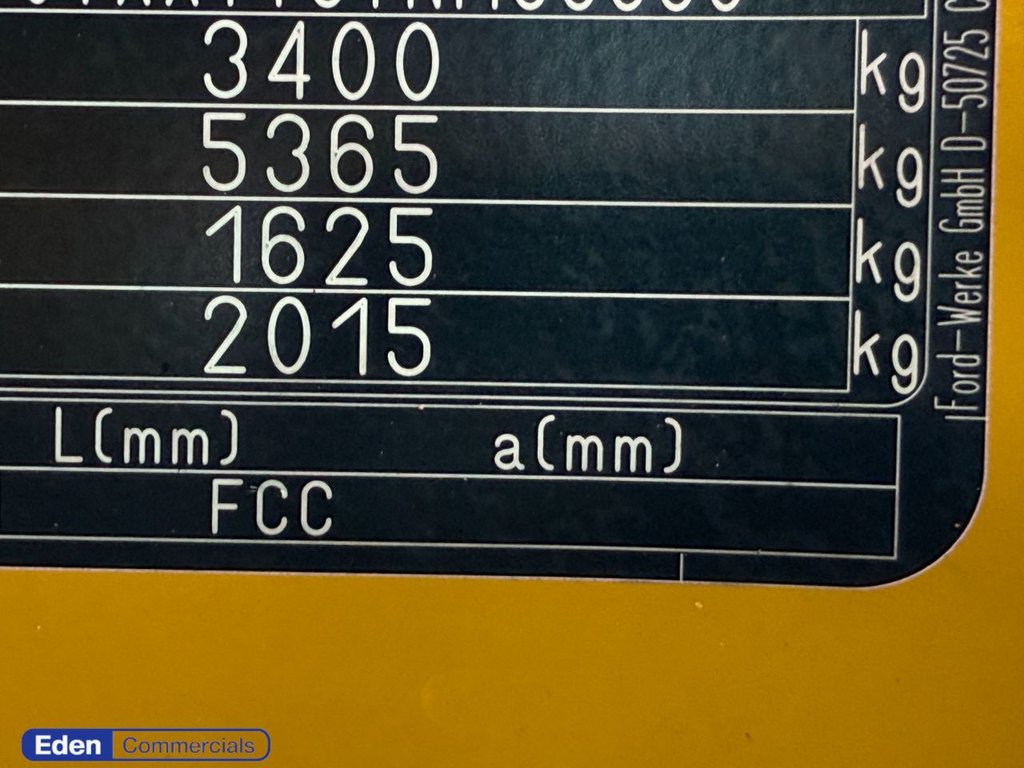 3400 kg
5365 kg
1625 kg
2015 kg
L(mm) a(mm)
FCC
Ford-Werke GmbH D-50725
Eden Commercials